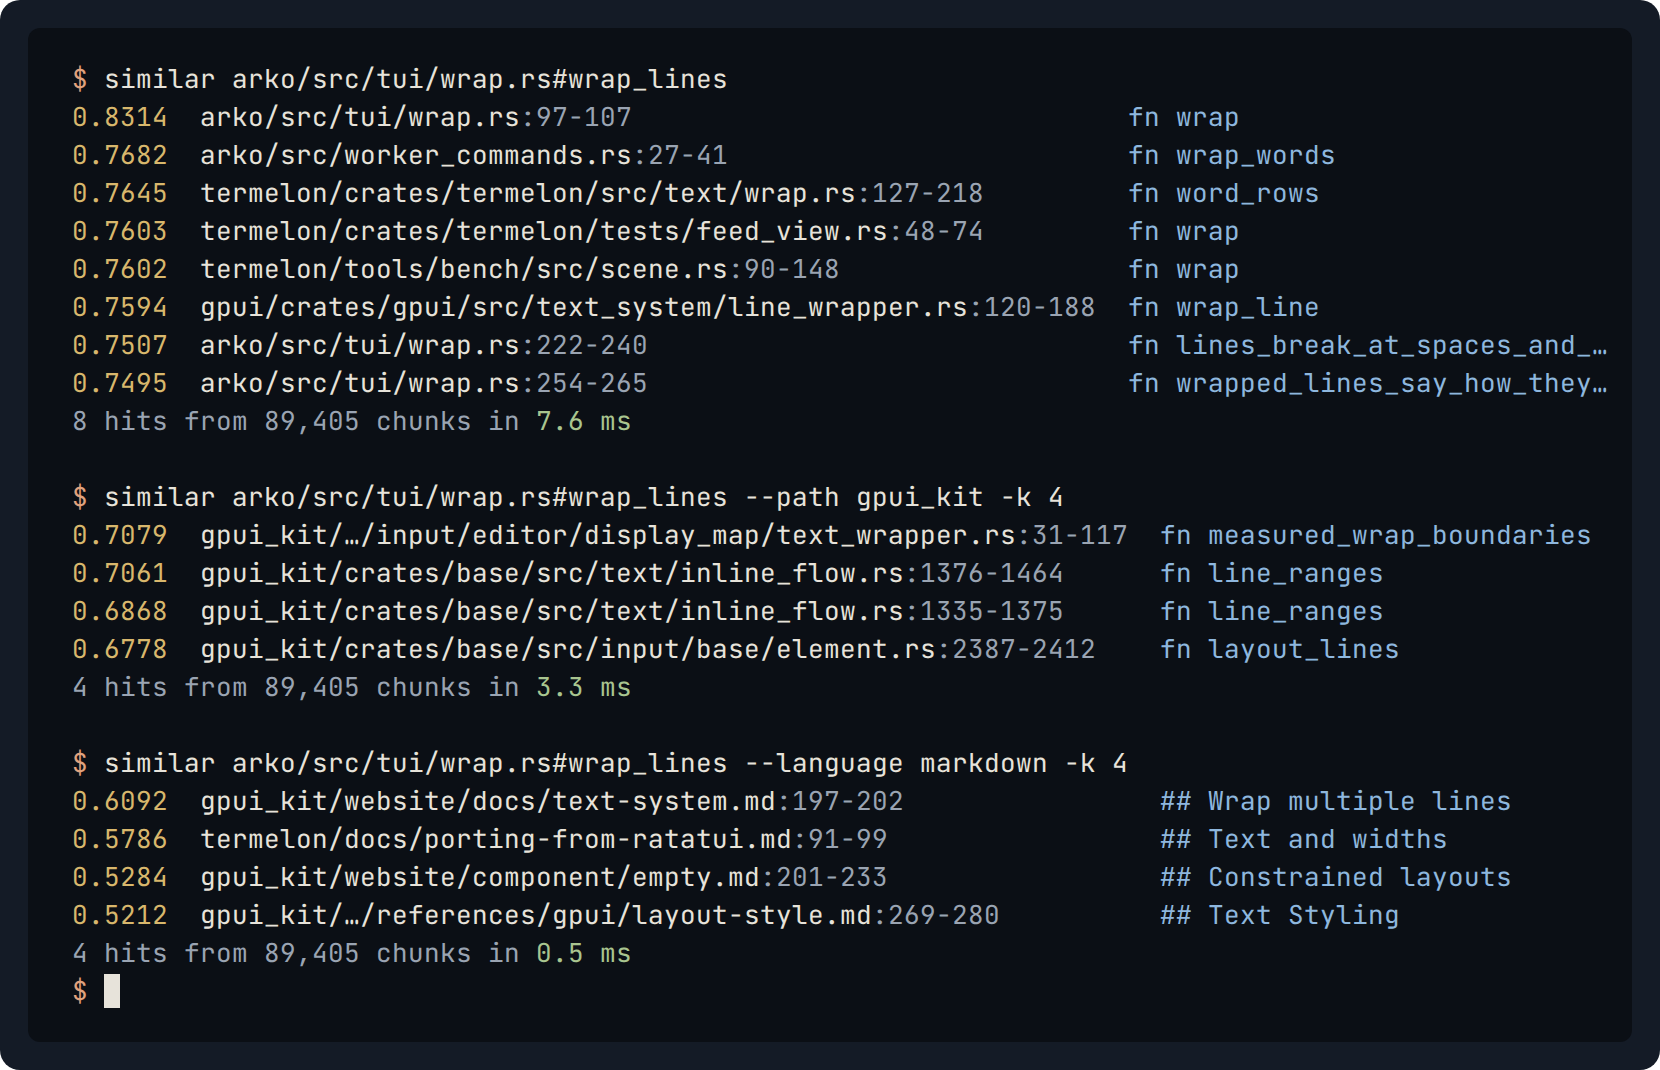 $ similar arko/src/tui/wrap.rs#wrap_lines
0.8314  arko/src/tui/wrap.rs:97-107  fn wrap
0.7682  arko/src/worker_commands.rs:27-41  fn wrap_words
0.7645  termelon/crates/termelon/src/text/wrap.rs:127-218  fn word_rows
0.7603  termelon/crates/termelon/tests/feed_view.rs:48-74  fn wrap
0.7602  termelon/tools/bench/src/scene.rs:90-148  fn wrap
0.7594  gpui/crates/gpui/src/text_system/line_wrapper.rs:120-188  fn wrap_line
0.7507  arko/src/tui/wrap.rs:222-240  fn lines_break_at_spaces_and_…
0.7495  arko/src/tui/wrap.rs:254-265  fn wrapped_lines_say_how_they…
8 hits from 89,405 chunks in 7.6 ms
$ similar arko/src/tui/wrap.rs#wrap_lines --path gpui_kit -k 4
0.7079  gpui_kit/…/input/editor/display_map/text_wrapper.rs:31-117  fn measured_wrap_boundaries
0.7061  gpui_kit/crates/base/src/text/inline_flow.rs:1376-1464  fn line_ranges
0.6868  gpui_kit/crates/base/src/text/inline_flow.rs:1335-1375  fn line_ranges
0.6778  gpui_kit/crates/base/src/input/base/element.rs:2387-2412  fn layout_lines
4 hits from 89,405 chunks in 3.3 ms
$ similar arko/src/tui/wrap.rs#wrap_lines --language markdown -k 4
0.6092  gpui_kit/website/docs/text-system.md:197-202  ## Wrap multiple lines
0.5786  termelon/docs/porting-from-ratatui.md:91-99  ## Text and widths
0.5284  gpui_kit/website/component/empty.md:201-233  ## Constrained layouts
0.5212  gpui_kit/…/references/gpui/layout-style.md:269-280  ## Text Styling
4 hits from 89,405 chunks in 0.5 ms
$